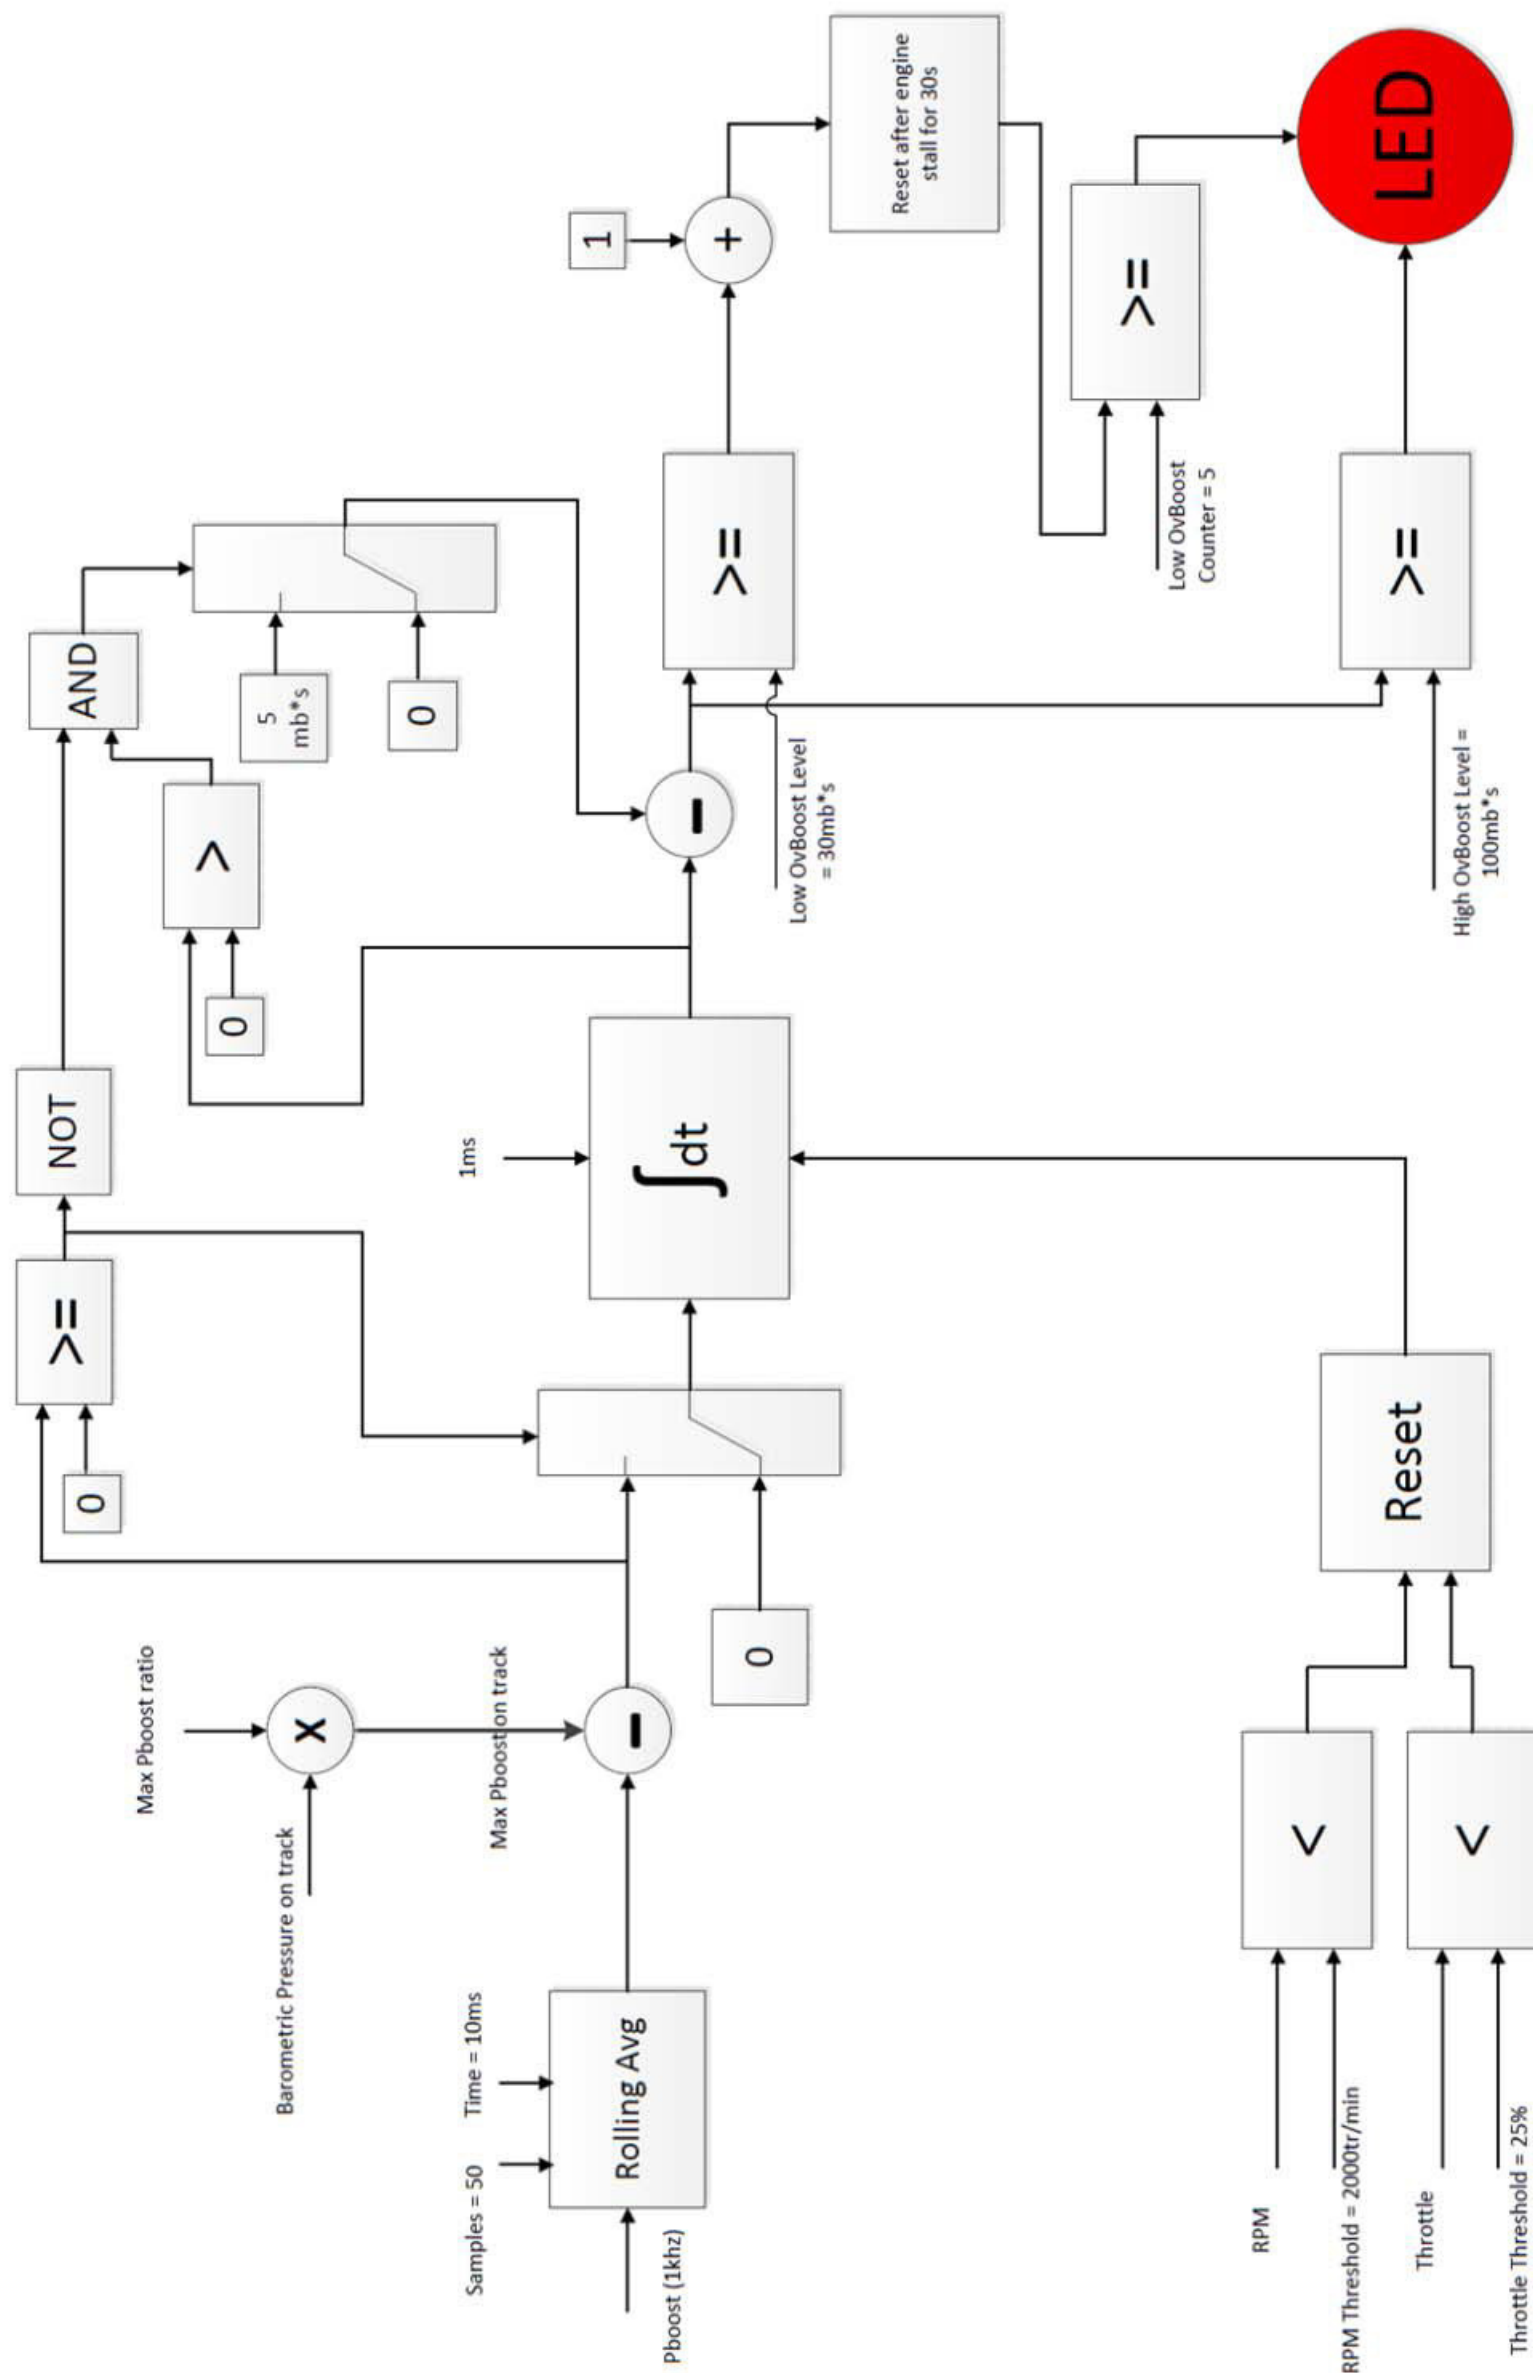 Pboost (1khz)
Samples = 50
Time = 10ms
Rolling Avg
Barometric Pressure on track
Max Pboost ratio
x
Max Pboost on track
-
0
>=
0
NOT
1ms
∫dt
0
>
AND
5
mb*s
0
-
Low OvBoost Level
= 30mb*s
>=
1
+
Reset after engine
stall for 30s
Low OvBoost
Counter = 5
>=
High OvBoost Level =
100mb*s
>=
LED
RPM
RPM Threshold = 2000tr/min
<
Throttle
Throttle Threshold = 25%
<
Reset